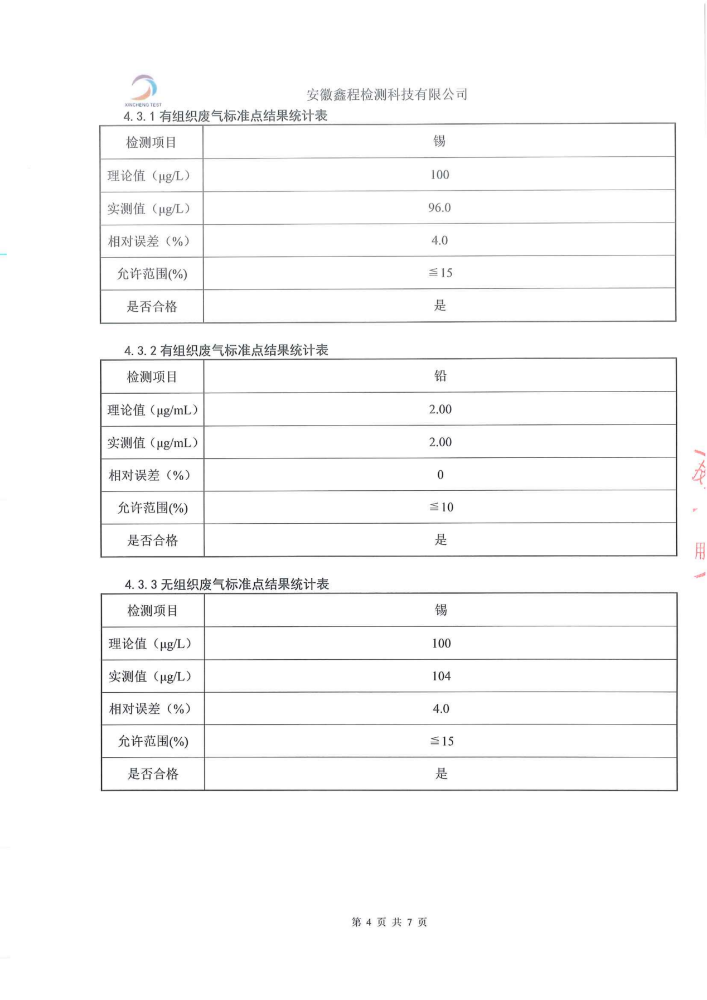 XINCHENG TEST
安徽鑫程检测科技有限公司
4.3.1 有组织废气标准点结果统计表
检测项目 锡
理论值（μg/L） 100
实测值（μg/L） 96.0
相对误差（%） 4.0
允许范围(%) ≦15
是否合格 是
4.3.2 有组织废气标准点结果统计表
检测项目 铅
理论值（μg/mL） 2.00
实测值（μg/mL） 2.00
相对误差（%） 0
允许范围(%) ≦10
是否合格 是
4.3.3 无组织废气标准点结果统计表
检测项目 锡
理论值（μg/L） 100
实测值（μg/L） 104
相对误差（%） 4.0
允许范围(%) ≦15
是否合格 是
用
第 4 页 共 7 页